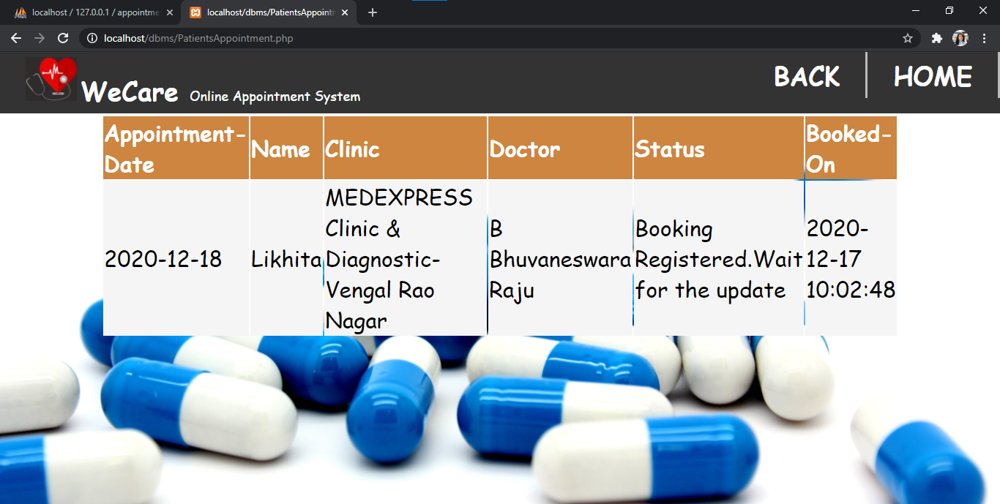 localhost / 127.0.0.1 / appointme
localhost/dbms/PatientsAppoint
localhost/dbms/PatientsAppointment.php
WeCare Online Appointment System
BACK
HOME
Appointment-
Date
Name
Clinic
Doctor
Status
Booked-
On
2020-12-18
Likhita
MEDEXPRESS
Clinic &
Diagnostic-
Vengal Rao
Nagar
B
Bhuvaneswara
Raju
Booking
Registered.Wait
for the update
2020-
12-17
10:02:48